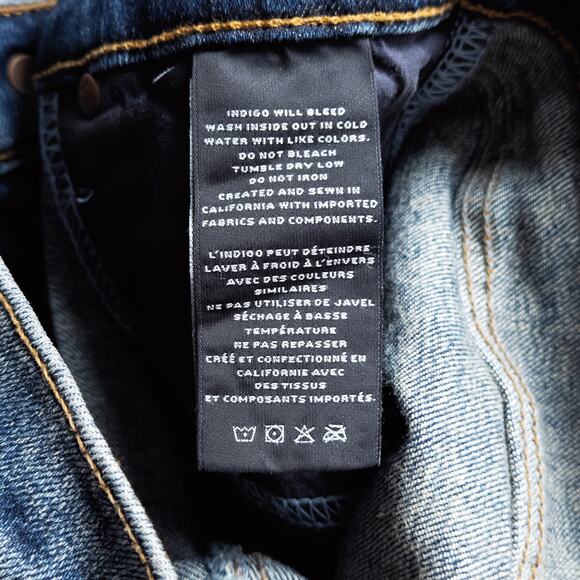 INDIGO WILL BLEED
WASH INSIDE OUT IN COLD
WATER WITH LIKE COLORS.
DO NOT BLEACH
TUMBLE DRY LOW
DO NOT IRON
CREATED AND SEWN IN
CALIFORNIA WITH IMPORTED
FABRICS AND COMPONENTS.
L'INDIGO PEUT DÉTEINDRE
LAVER À FROID À L'ENVERS
AVEC DES COULEURS
SIMILAIRES
NE PAS UTILISER DE JAVEL
SÉCHAGE À BASSE
TEMPÉRATURE
NE PAS REPASSER
CRÉÉ ET CONFECTIONNÉ EN
CALIFORNIE AVEC
DES TISSUS
ET COMPOSANTS IMPORTÉS.